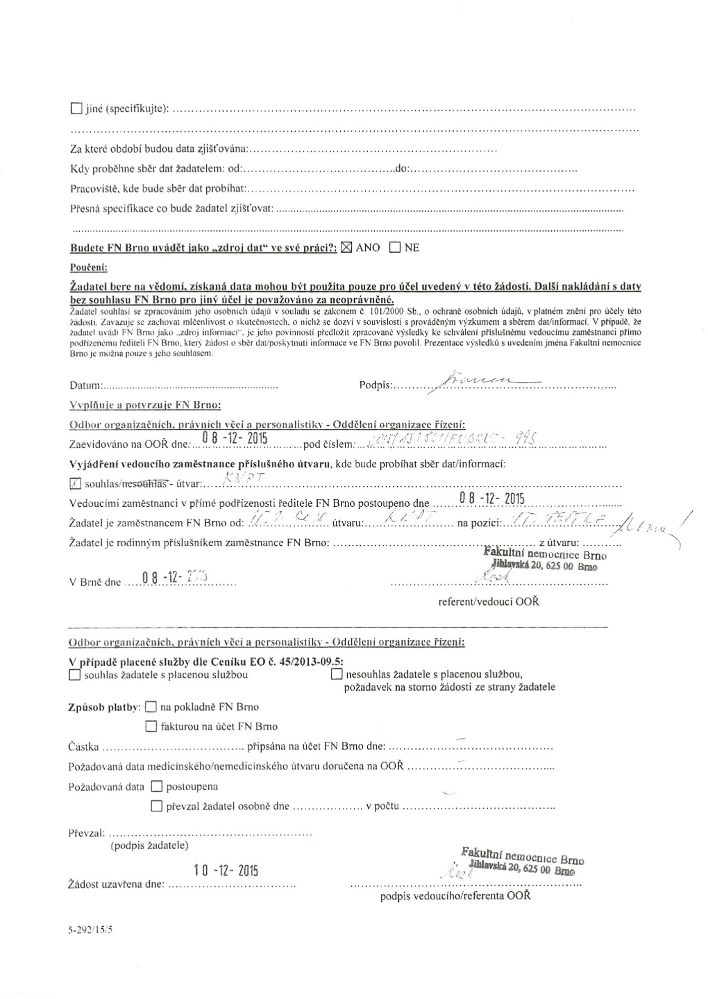 ☐ jiné (specifikujte): ........................................
........................................
Za které období budou data zjišťována:........................................
Kdy proběhne sběr dat žadatelem: od:....................do:....................
Pracoviště, kde bude sběr dat probíhat:........................................
Přesná specifikace co bude žadatel zjišťovat: ........................................
........................................
Budete FN Brno uvádět jako „zdroj dat“ ve své práci?: ☒ ANO ☐ NE
Poučení:
Žadatel bere na vědomí, získaná data mohou být použita pouze pro účel uvedený v této žádosti. Další nakládání s daty
bez souhlasu FN Brno pro jiný účel je považováno za neoprávněné.
Žadatel souhlasí se zpracováním jeho osobních údajů v souladu se zákonem č. 101/2000 Sb., o ochraně osobních údajů, v platném znění pro účely této
žádosti. Zavazuje se zachovat mlčenlivost o skutečnostech, o nichž se dozví v souvislosti s prováděným výzkumem a sběrem dat/informací. V případě, že
žadatel uvádí FN Brno jako „zdroj informací“, je jeho povinností předložit zpracované výsledky ke schválení příslušnému vedoucímu zaměstnanci přímo
podřízenému řediteli FN Brno, který žádost o sběr dat/poskytnutí informace ve FN Brno povolil. Prezentace výsledků s uvedením jména Fakultní nemocnice
Brno je možná pouze s jeho souhlasem.
Datum:.................... Podpis:....................
Vyplňuje a potvrzuje FN Brno:
Odbor organizačních, právních věcí a personalistiky - Oddělení organizace řízení:
Zaevidováno na OOŘ dne: 08 -12- 2015 pod číslem:....................
Vyjádření vedoucího zaměstnance příslušného útvaru, kde bude probíhat sběr dat/informací:
☒ souhlas/nesouhlas - útvar: KNPT
Vedoucími zaměstnanci v přímé podřízenosti ředitele FN Brno postoupeno dne 08 -12- 2015
Žadatel je zaměstnancem FN Brno od: .......... útvaru: KNPT na pozici: ..........
Žadatel je rodinným příslušníkem zaměstnance FN Brno: .................... z útvaru: ..........
Fakultní nemocnice Brno
Jihlavská 20, 625 00 Brno
V Brně dne 08 -12- 2015 ....................
referent/vedoucí OOŘ
Odbor organizačních, právních věcí a personalistiky - Oddělení organizace řízení:
V případě placené služby dle Ceníku EO č. 45/2013-09.5:
☐ souhlas žadatele s placenou službou ☐ nesouhlas žadatele s placenou službou,
požadavek na storno žádosti ze strany žadatele
Způsob platby: ☐ na pokladně FN Brno
☐ fakturou na účet FN Brno
Částka .................... připsána na účet FN Brno dne: ....................
Požadovaná data medicínského/nemedicínského útvaru doručena na OOŘ ....................
Požadovaná data ☐ postoupena
☐ převzal žadatel osobně dne .................... v počtu ....................
Převzal: ....................
(podpis žadatele)
Fakultní nemocnice Brno
Jihlavská 20, 625 00 Brno
Žádost uzavřena dne: 10 -12- 2015 ....................
podpis vedoucího/referenta OOŘ
5-292/15/5